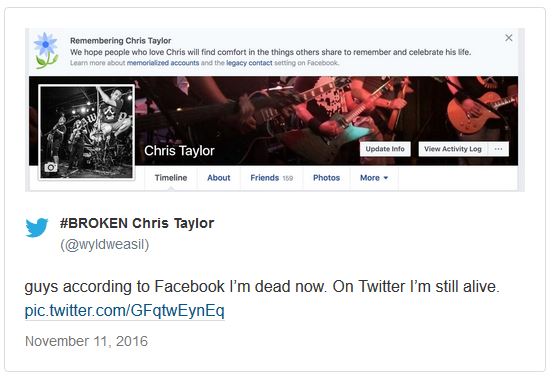 Remembering Chris Taylor
We hope people who love Chris will find comfort in the things others share to remember and celebrate his life.
Learn more about memorialized accounts and the legacy contact setting on Facebook.
Chris Taylor
Update Info
View Activity Log
Timeline
About
Friends 159
Photos
More
#BROKEN Chris Taylor
(@wyldweasil)
guys according to Facebook I’m dead now. On Twitter I’m still alive.
pic.twitter.com/GFqtwEynEq
November 11, 2016